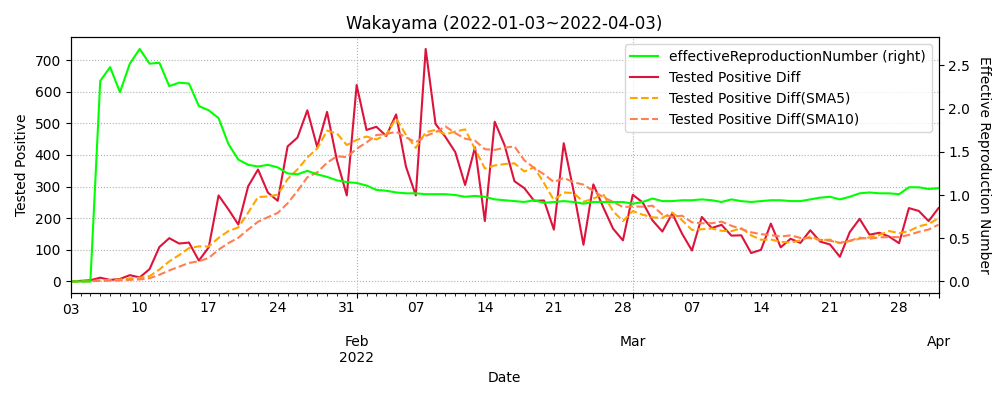 Wakayama (2022-01-03~2022-04-03)
effectiveReproductionNumber (right)
Tested Positive Diff
Tested Positive Diff(SMA5)
Tested Positive Diff(SMA10)
Tested Positive
700
600
500
400
300
200
100
0
2.5
2.0
1.5
1.0
0.5
0.0
Effective Reproduction Number
03 10 17 24 31 07 14 21 28 07 14 21 28
Feb Mar Apr
2022
Date